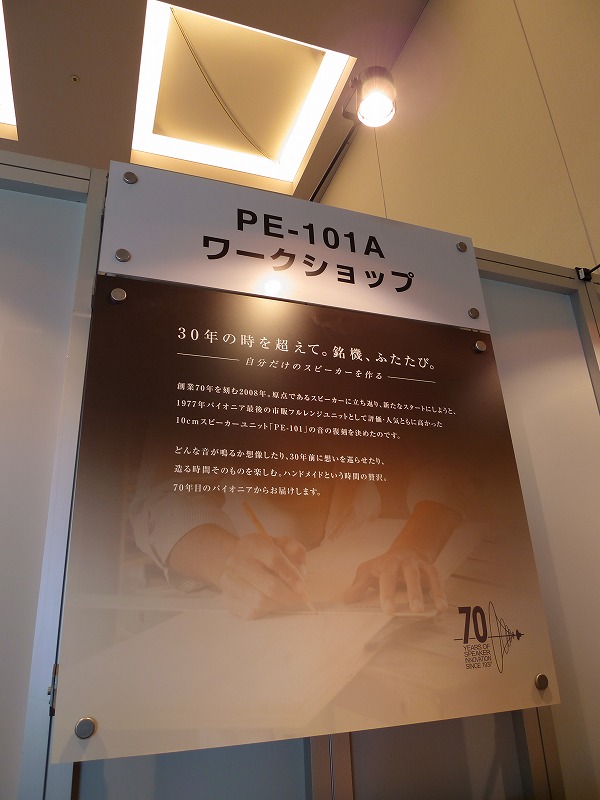 PE-101A
ワークショップ
30年の時を超えて。銘機、ふたたび。
自分だけのスピーカーを作る
創業70年を刻む2008年。原点であるスピーカーに立ち返り、新たなスタートにしようと、
1977年パイオニア最後の市販フルレンジユニットとして評価・人気ともに高かった
10cmスピーカーユニット「PE-101」の音の復刻を決めたのです。
どんな音が鳴るか想像したり、30年前に想いを巡らせたり、
造る時間そのものを楽しむ。ハンドメイドという時間の贅沢。
70年目のパイオニアからお届けします。
70
YEARS OF
SPEAKER
INNOVATION
SINCE 1937